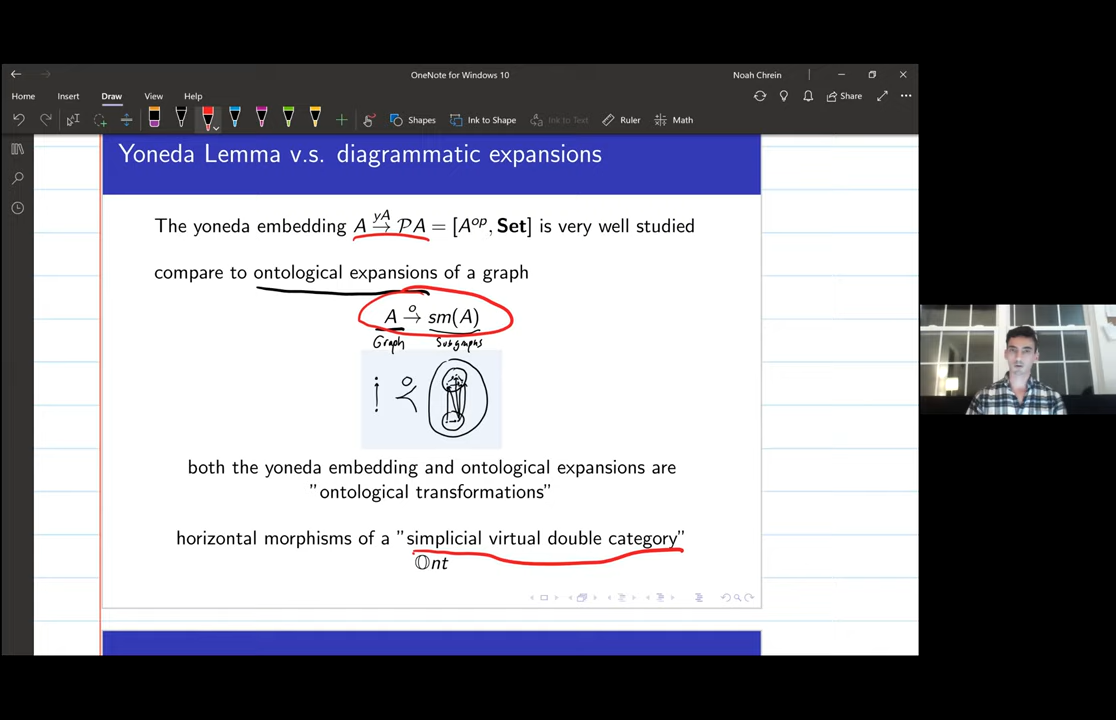 OneNote for Windows 10
Noah Chrein
Home Insert Draw View Help
Share
Shapes
Ink to Shape
Ink to Text
Ruler
Math
Yoneda Lemma v.s. diagrammatic expansions
The yoneda embedding A yA→ 𝒫A = [A^op, Set] is very well studied
compare to ontological expansions of a graph
A o→ sm(A)
Graph Subgraphs
both the yoneda embedding and ontological expansions are
"ontological transformations"
horizontal morphisms of a "simplicial virtual double category"
𝕆nt